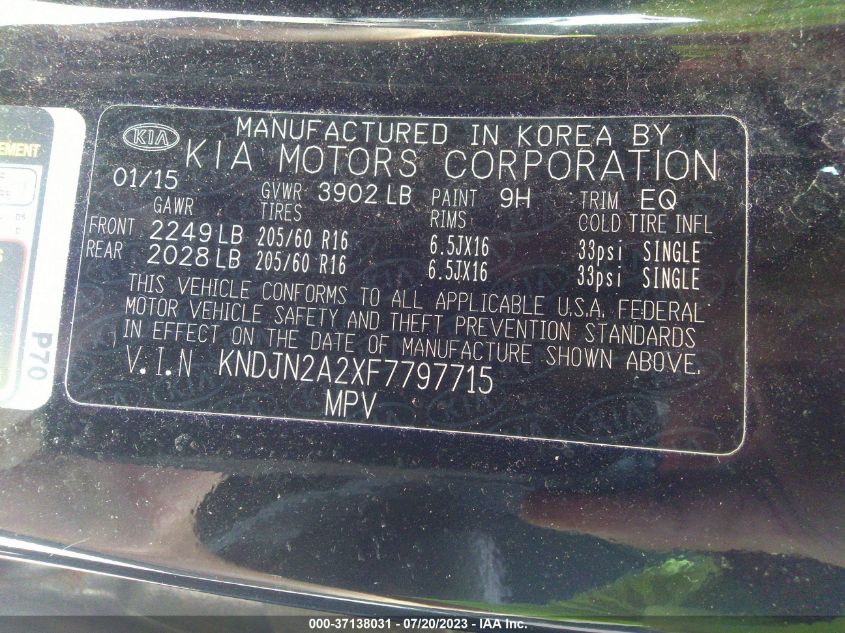 KIA
MANUFACTURED IN KOREA BY
KIA MOTORS CORPORATION
01/15 GVWR 3902 LB PAINT 9H TRIM EQ
GAWR TIRES RIMS COLD TIRE INFL
FRONT 2249 LB 205/60 R16 6.5JX16 33psi SINGLE
REAR 2028 LB 205/60 R16 6.5JX16 33psi SINGLE
THIS VEHICLE CONFORMS TO ALL APPLICABLE U.S.A. FEDERAL
MOTOR VEHICLE SAFETY AND THEFT PREVENTION STANDARDS
IN EFFECT ON THE DATE OF MANUFACTURE SHOWN ABOVE.
V.I.N KNDJN2A2XF7797715
MPV
P70
000-37138031 - 07/20/2023 - IAA Inc.